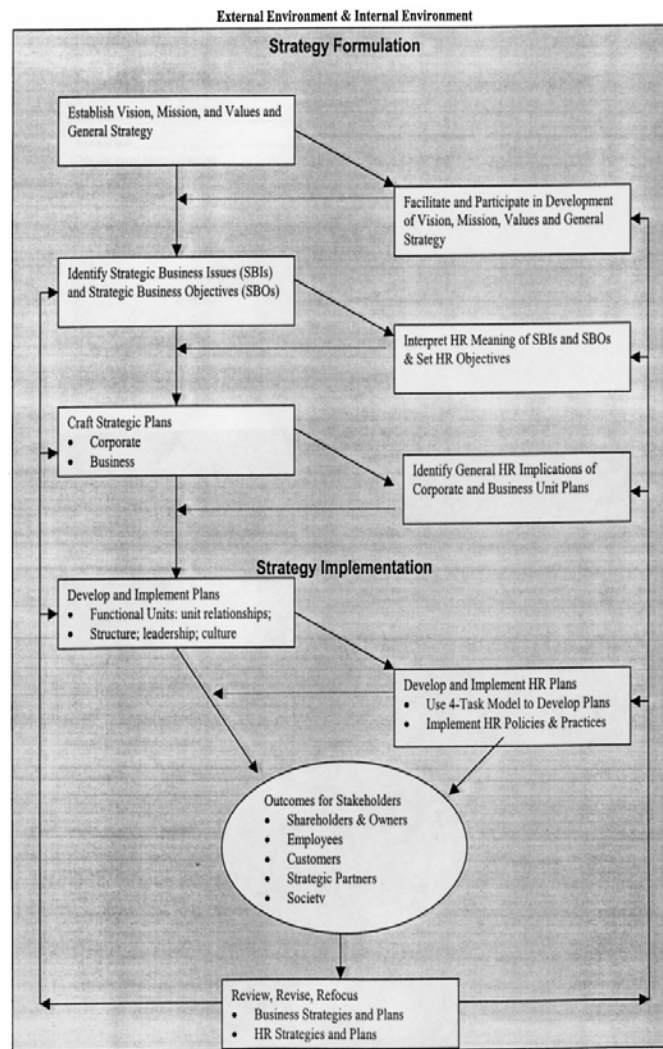 External Environment & Internal Environment
Strategy Formulation
Establish Vision, Mission, and Values and
General Strategy
Facilitate and Participate in Development
of Vision, Mission, Values and General
Strategy
Identify Strategic Business Issues (SBIs)
and Strategic Business Objectives (SBOs)
Interpret HR Meaning of SBIs and SBOs
& Set HR Objectives
Craft Strategic Plans
• Corporate
• Business
Identify General HR Implications of
Corporate and Business Unit Plans
Strategy Implementation
Develop and Implement Plans
• Functional Units: unit relationships;
• Structure; leadership; culture
Develop and Implement HR Plans
• Use 4-Task Model to Develop Plans
• Implement HR Policies & Practices
Outcomes for Stakeholders
• Shareholders & Owners
• Employees
• Customers
• Strategic Partners
• Society
Review, Revise, Refocus
• Business Strategies and Plans
• HR Strategies and Plans